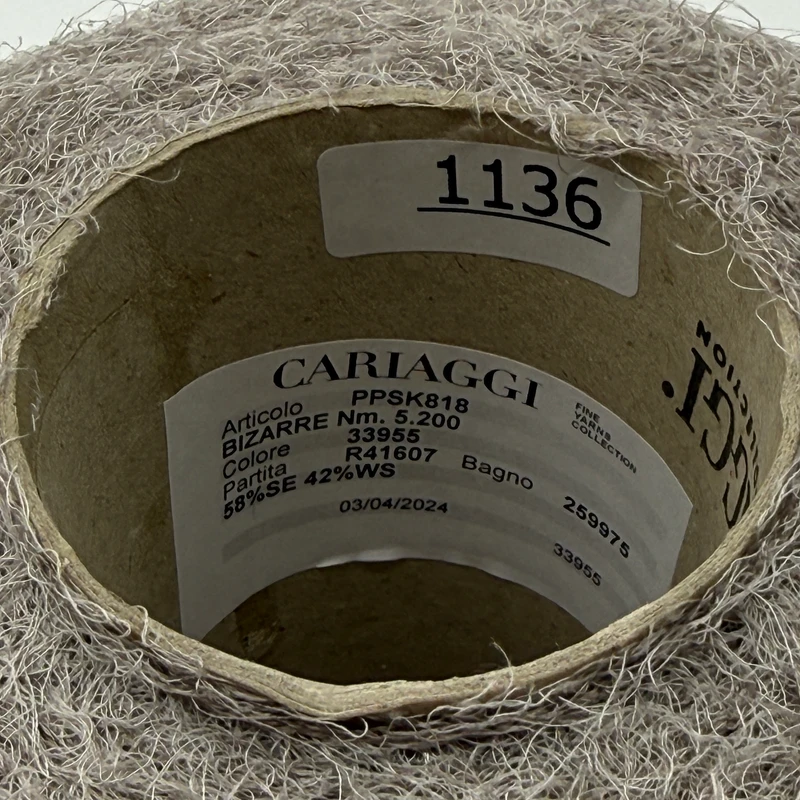 1136
CARIAGGI
FINE
YARNS
COLLECTION
Articolo PPSK818
BIZARRE Nm. 5.200
Colore 33955
Partita R41607 Bagno 259975
58%SE 42%WS
03/04/2024
33955
GGI.